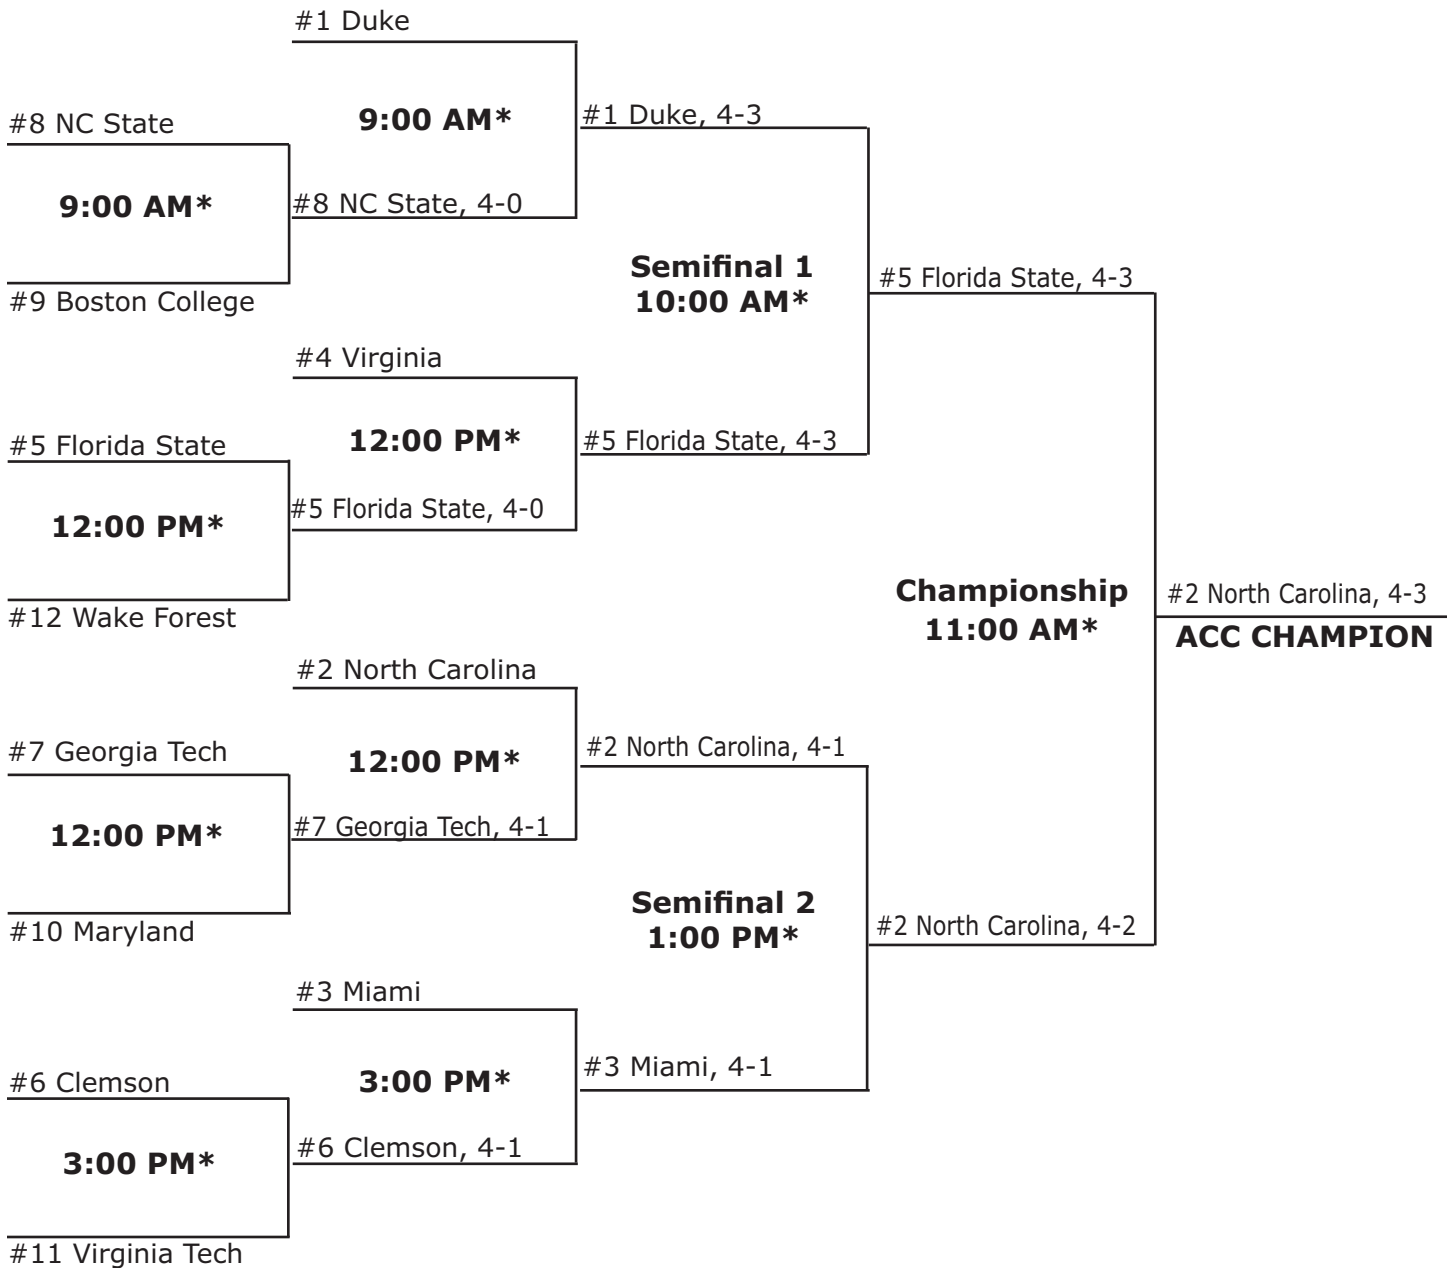 #1 Duke
#8 NC State
9:00 AM*
#1 Duke, 4-3
9:00 AM*
#8 NC State, 4-0
#9 Boston College
Semifinal 1
10:00 AM*
#5 Florida State, 4-3
#4 Virginia
#5 Florida State
12:00 PM*
#5 Florida State, 4-3
12:00 PM*
#5 Florida State, 4-0
#12 Wake Forest
Championship
11:00 AM*
#2 North Carolina, 4-3
ACC CHAMPION
#2 North Carolina
#7 Georgia Tech
12:00 PM*
#2 North Carolina, 4-1
12:00 PM*
#7 Georgia Tech, 4-1
#10 Maryland
Semifinal 2
1:00 PM*
#2 North Carolina, 4-2
#3 Miami
#6 Clemson
3:00 PM*
#3 Miami, 4-1
3:00 PM*
#6 Clemson, 4-1
#11 Virginia Tech